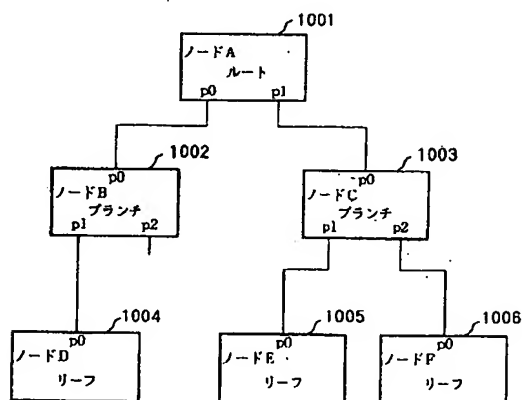 1001
ノードA
ルート
p0 p1
1002
p0
ノードB
ブランチ
p1 p2
1003
p0
ノードC
ブランチ
p1 p2
1004
p0
ノードD
リーフ
1005
p0
ノードE
リーフ
1006
p0
ノードF
リーフ